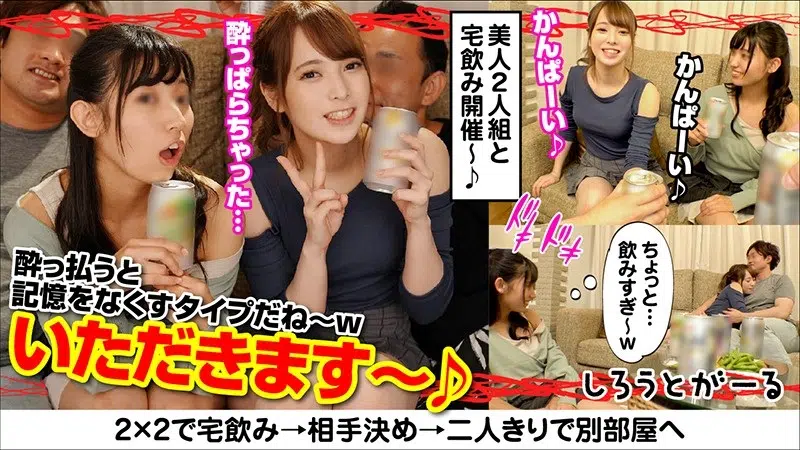 酔っぱらちゃった…
美人2人組と
宅飲み開催～♪
かんぱーい♪
かんぱーい♪
ドキドキ
ちょっと…
飲みすぎ～w
酔っ払うと
記憶をなくすタイプだね～w
いただきます～♪
しろうとがーる
2×2で宅飲み→相手決め→二人きりで別部屋へ